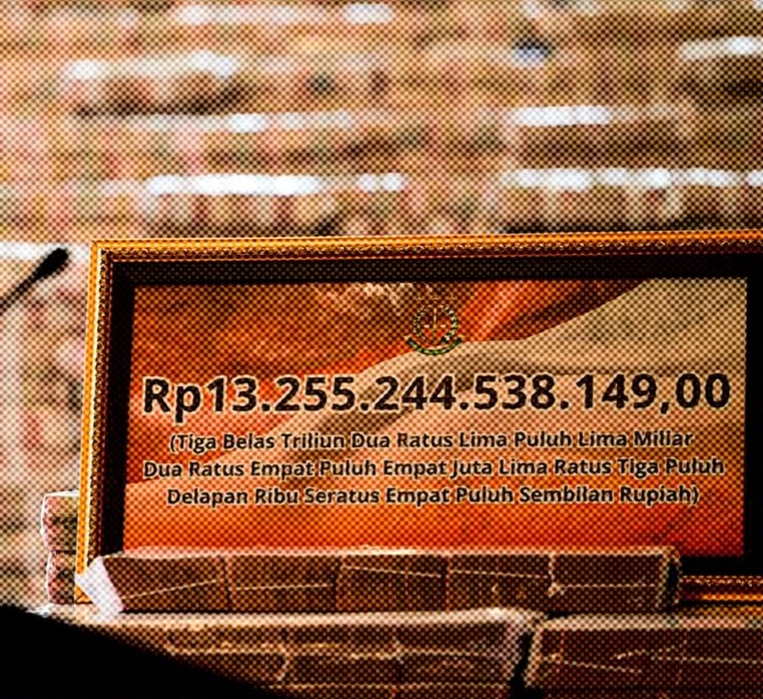 Rp13.255.244.538.149,00
(Tiga Belas Triliun Dua Ratus Lima Puluh Lima Miliar
Dua Ratus Empat Puluh Empat Juta Lima Ratus Tiga Puluh
Delapan Ribu Seratus Empat Puluh Sembilan Rupiah)